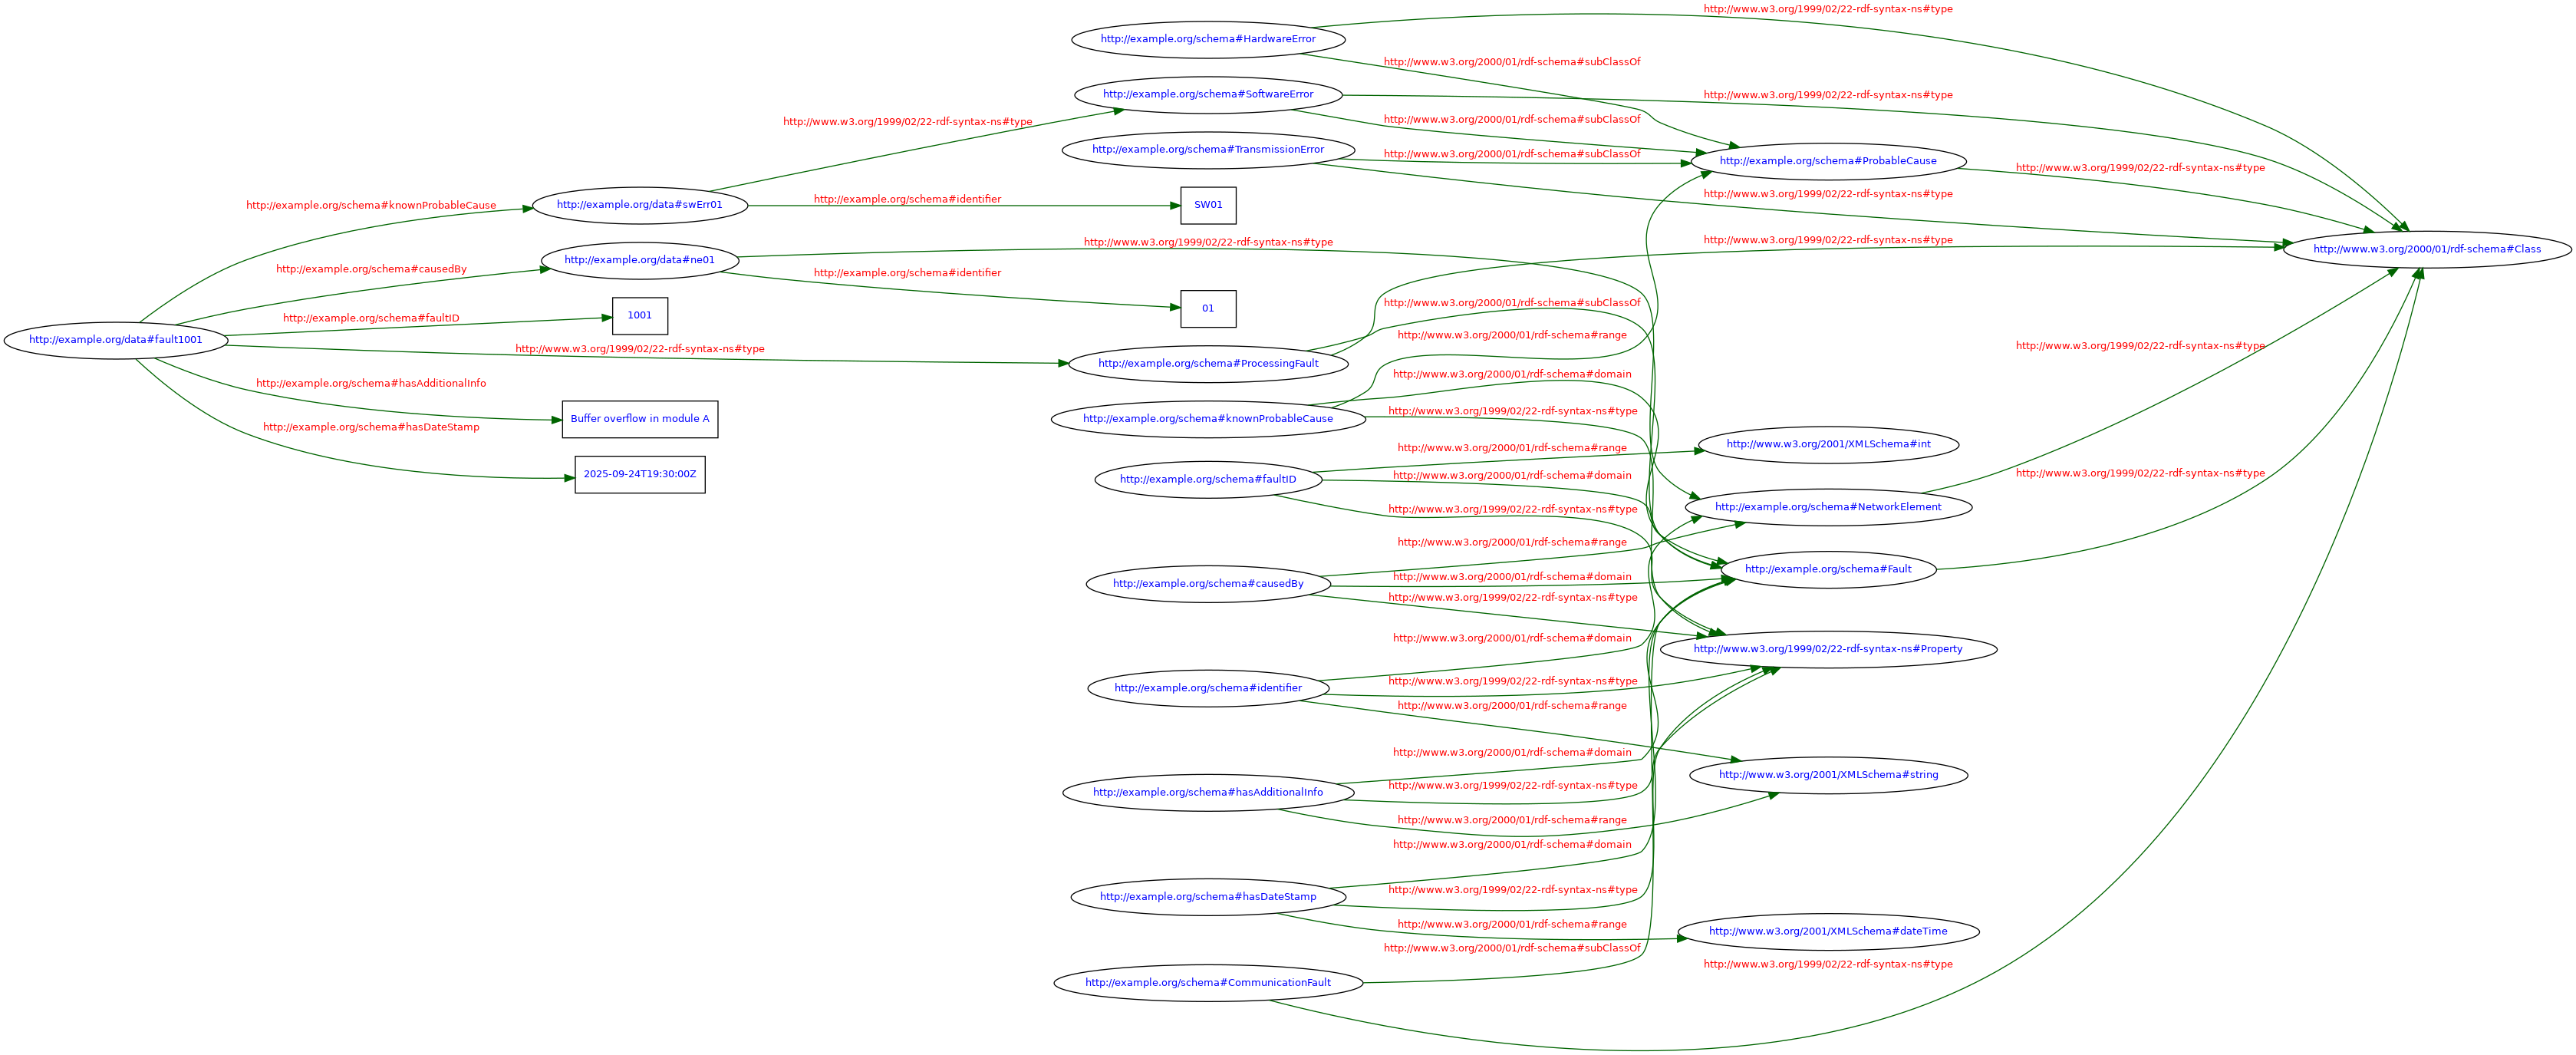 http://www.w3.org/1999/02/22-rdf-syntax-ns#type
http://example.org/schema#HardwareError
http://www.w3.org/2000/01/rdf-schema#subClassOf
http://example.org/schema#SoftwareError
http://www.w3.org/1999/02/22-rdf-syntax-ns#type
http://www.w3.org/1999/02/22-rdf-syntax-ns#type
http://www.w3.org/2000/01/rdf-schema#subClassOf
http://example.org/schema#TransmissionError
http://www.w3.org/2000/01/rdf-schema#subClassOf
http://example.org/schema#ProbableCause
http://www.w3.org/1999/02/22-rdf-syntax-ns#type
http://www.w3.org/1999/02/22-rdf-syntax-ns#type
http://example.org/schema#knownProbableCause
http://example.org/data#swErr01
http://example.org/schema#identifier
SW01
http://www.w3.org/1999/02/22-rdf-syntax-ns#type
http://www.w3.org/1999/02/22-rdf-syntax-ns#type
http://www.w3.org/2000/01/rdf-schema#Class
http://example.org/schema#causedBy
http://example.org/data#ne01
http://example.org/schema#identifier
01
http://www.w3.org/2000/01/rdf-schema#subClassOf
http://example.org/schema#faultID
1001
http://www.w3.org/2000/01/rdf-schema#range
http://example.org/data#fault1001
http://www.w3.org/1999/02/22-rdf-syntax-ns#type
http://www.w3.org/1999/02/22-rdf-syntax-ns#type
http://example.org/schema#ProcessingFault
http://www.w3.org/2000/01/rdf-schema#domain
http://example.org/schema#hasAdditionalInfo
Buffer overflow in module A
http://example.org/schema#knownProbableCause
http://www.w3.org/1999/02/22-rdf-syntax-ns#type
http://example.org/schema#hasDateStamp
http://www.w3.org/2000/01/rdf-schema#range
http://www.w3.org/2001/XMLSchema#int
2025-09-24T19:30:00Z
http://example.org/schema#faultID
http://www.w3.org/2000/01/rdf-schema#domain
http://www.w3.org/1999/02/22-rdf-syntax-ns#type
http://www.w3.org/1999/02/22-rdf-syntax-ns#type
http://example.org/schema#NetworkElement
http://www.w3.org/2000/01/rdf-schema#range
http://example.org/schema#Fault
http://example.org/schema#causedBy
http://www.w3.org/2000/01/rdf-schema#domain
http://www.w3.org/1999/02/22-rdf-syntax-ns#type
http://www.w3.org/2000/01/rdf-schema#domain
http://www.w3.org/1999/02/22-rdf-syntax-ns#Property
http://example.org/schema#identifier
http://www.w3.org/1999/02/22-rdf-syntax-ns#type
http://www.w3.org/2000/01/rdf-schema#range
http://www.w3.org/2000/01/rdf-schema#domain
http://www.w3.org/2001/XMLSchema#string
http://example.org/schema#hasAdditionalInfo
http://www.w3.org/1999/02/22-rdf-syntax-ns#type
http://www.w3.org/2000/01/rdf-schema#range
http://www.w3.org/2000/01/rdf-schema#domain
http://example.org/schema#hasDateStamp
http://www.w3.org/1999/02/22-rdf-syntax-ns#type
http://www.w3.org/2000/01/rdf-schema#range
http://www.w3.org/2001/XMLSchema#dateTime
http://www.w3.org/2000/01/rdf-schema#subClassOf
http://www.w3.org/1999/02/22-rdf-syntax-ns#type
http://example.org/schema#CommunicationFault